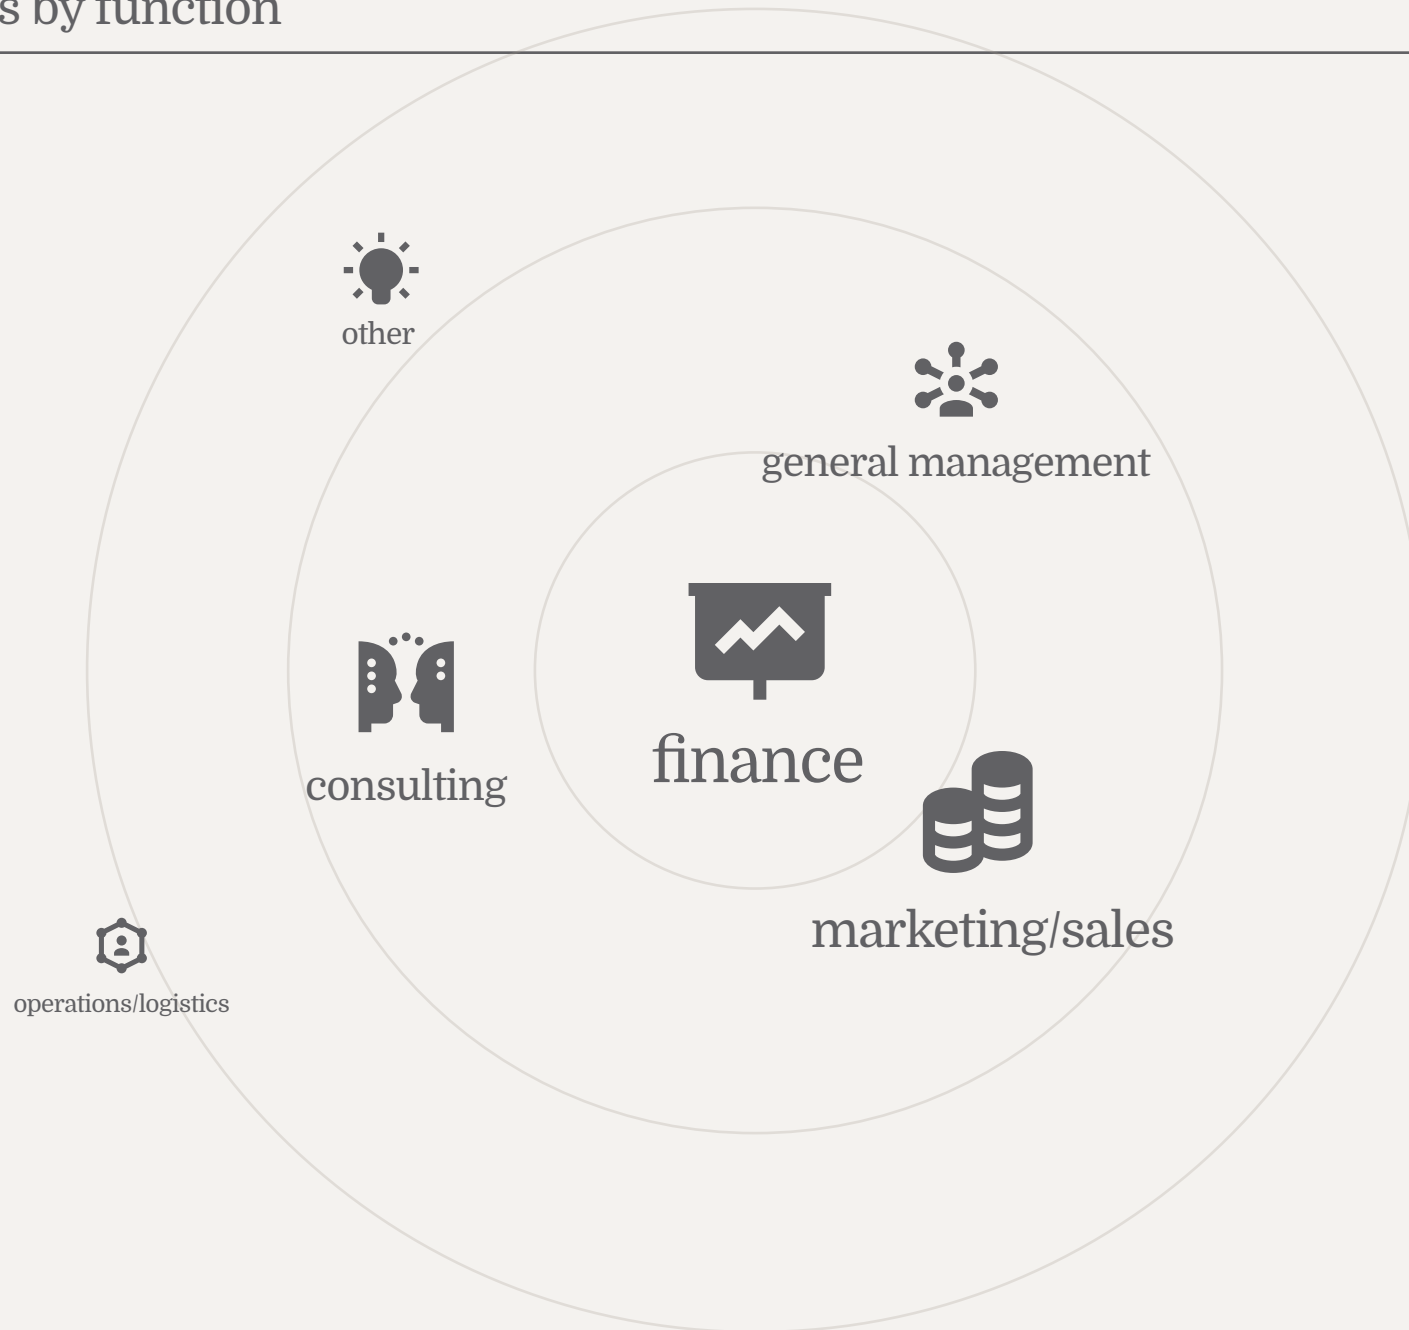 s by function
other
general management
finance
consulting
marketing/sales
operations/logistics